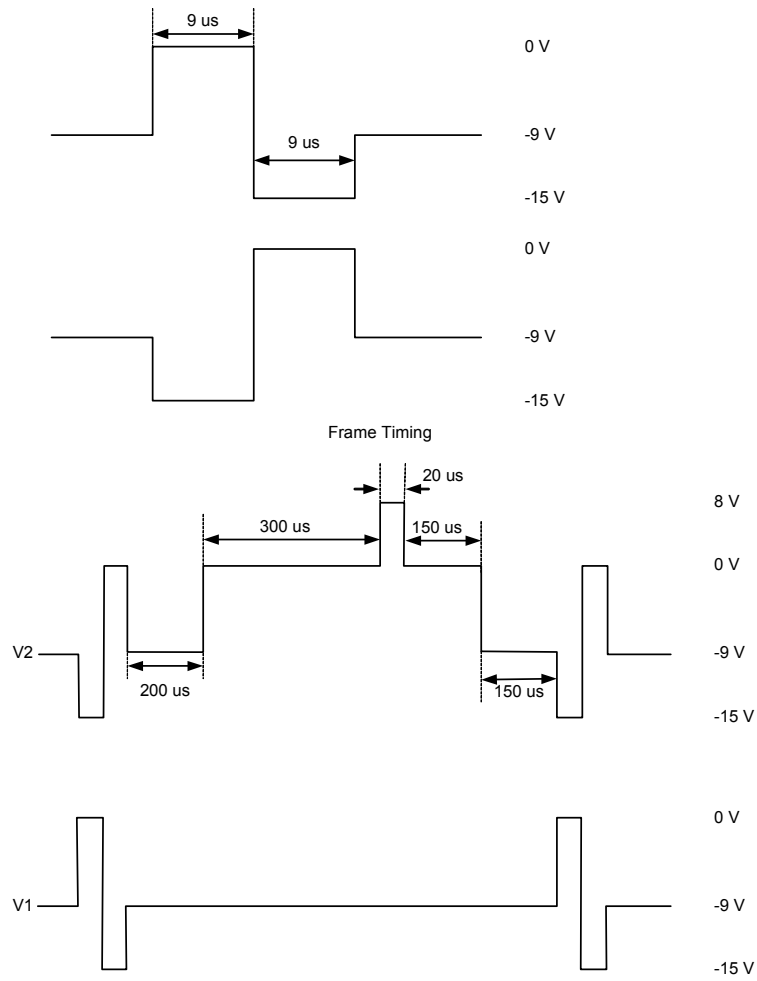 9 us
0 V
-9 V
9 us
-15 V
0 V
-9 V
-15 V
Frame Timing
20 us
8 V
300 us
150 us
0 V
V2
-9 V
200 us
150 us
-15 V
0 V
V1
-9 V
-15 V